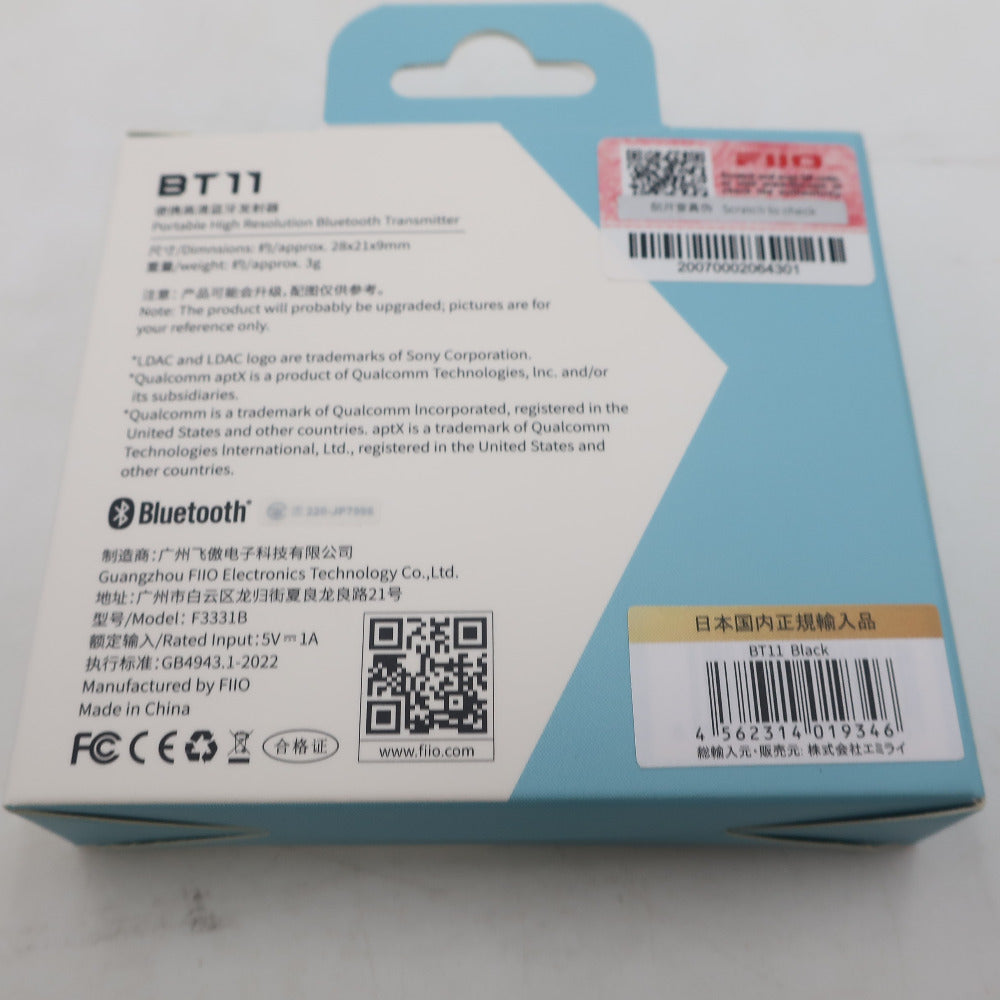 BT11
便携高清蓝牙发射器
Portable High Resolution Bluetooth Transmitter
尺寸/Dimnsions: 约/approx. 28x21x9mm
重量/weight: 约/approx. 3g
注意: 产品可能会升级, 配图仅供参考。
Note: The product will probably be upgraded; pictures are for
your reference only.
*LDAC and LDAC logo are trademarks of Sony Corporation.
*Qualcomm aptX is a product of Qualcomm Technologies, Inc. and/or
its subsidiaries.
*Qualcomm is a trademark of Qualcomm Incorporated, registered in the
United States and other countries. aptX is a trademark of Qualcomm
Technologies International, Ltd., registered in the United States and
other countries.
Bluetooth®
制造商:广州飞傲电子科技有限公司
Guangzhou FIIO Electronics Technology Co.,Ltd.
地址:广州市白云区龙归街夏良龙良路21号
型号/Model: F3331B
额定输入/Rated Input:5V⎓1A
执行标准:GB4943.1-2022
Manufactured by FIIO
Made in China
FC CE 合格证
www.fiio.com
FIIO
刮开查真伪 Scratch to check
20070002064301
日本国内正規輸入品
BT11 Black
4 562314 019346
総輸入元・販売元: 株式会社エミライ